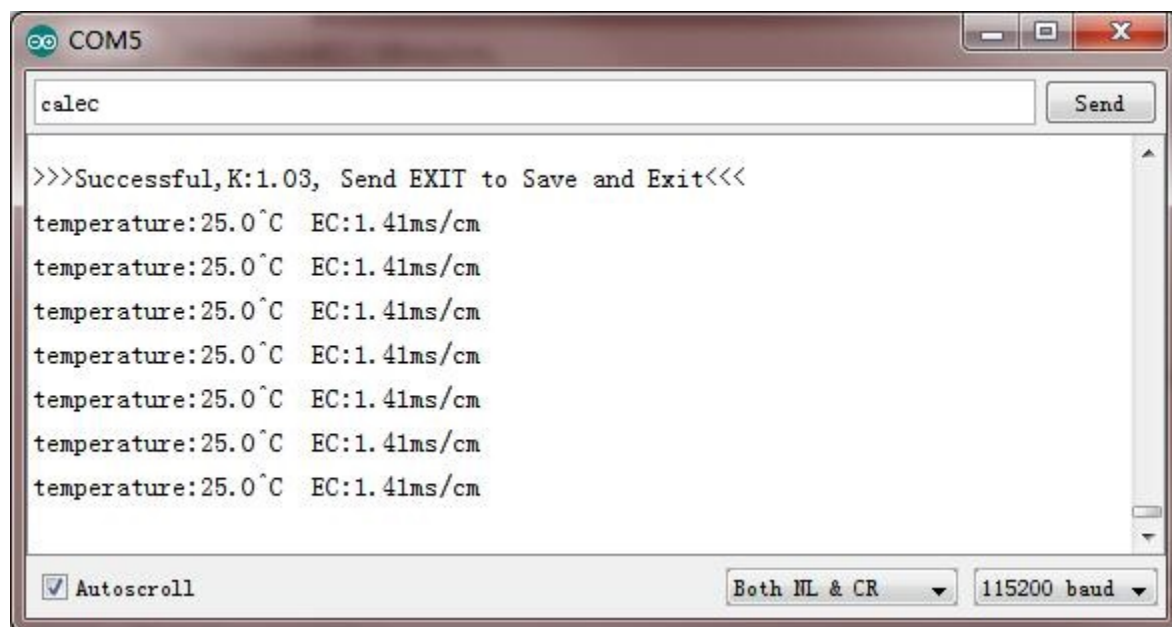 COM5
calec
Send
>>>Successful,K:1.03, Send EXIT to Save and Exit<<<
temperature:25.0^C  EC:1.41ms/cm
temperature:25.0^C  EC:1.41ms/cm
temperature:25.0^C  EC:1.41ms/cm
temperature:25.0^C  EC:1.41ms/cm
temperature:25.0^C  EC:1.41ms/cm
temperature:25.0^C  EC:1.41ms/cm
temperature:25.0^C  EC:1.41ms/cm
Autoscroll
Both NL & CR
115200 baud